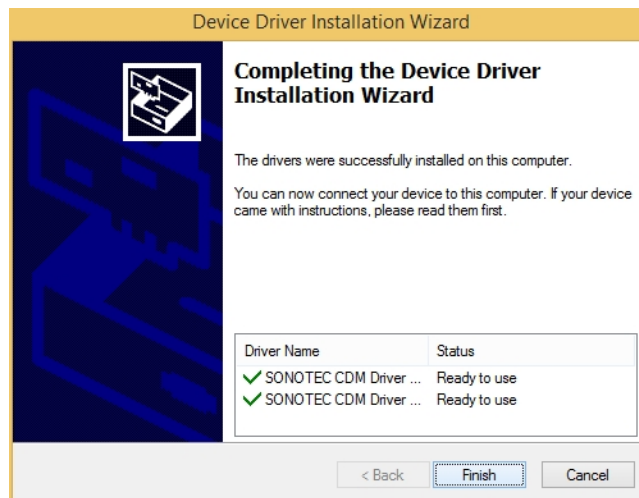 Device Driver Installation Wizard
Completing the Device Driver
Installation Wizard
The drivers were successfully installed on this computer.
You can now connect your device to this computer. If your device
came with instructions, please read them first.
Driver Name Status
SONOTEC CDM Driver ... Ready to use
SONOTEC CDM Driver ... Ready to use
< Back Finish Cancel